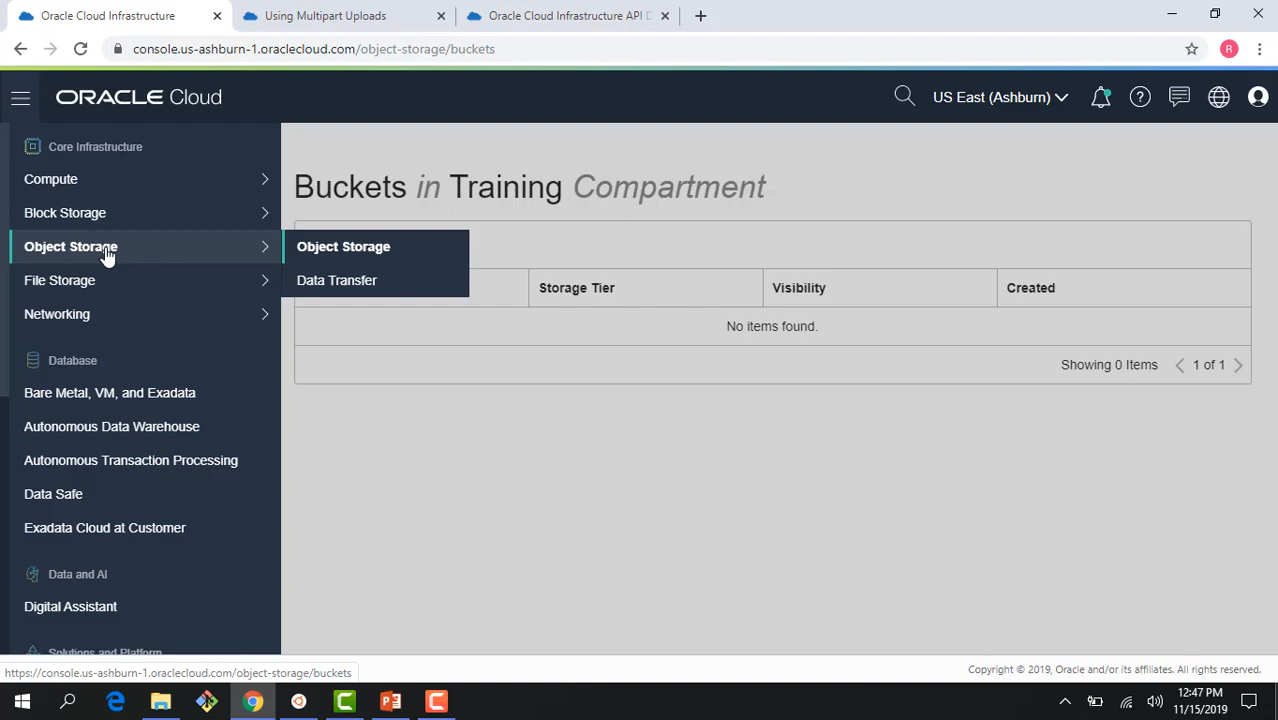 Oracle Cloud Infrastructure
Using Multipart Uploads
Oracle Cloud Infrastructure API D
console.us-ashburn-1.oraclecloud.com/object-storage/buckets
R
ORACLE Cloud
US East (Ashburn)
Core Infrastructure
Compute
Block Storage
Object Storage
File Storage
Networking
Database
Bare Metal, VM, and Exadata
Autonomous Data Warehouse
Autonomous Transaction Processing
Data Safe
Exadata Cloud at Customer
Data and AI
Digital Assistant
Solutions and Platform
Object Storage
Data Transfer
Buckets in Training Compartment
Storage Tier
Visibility
Created
No items found.
Showing 0 Items
1 of 1
https://console.us-ashburn-1.oraclecloud.com/object-storage/buckets
Copyright © 2019, Oracle and/or its affiliates. All rights reserved.
12:47 PM
11/15/2019